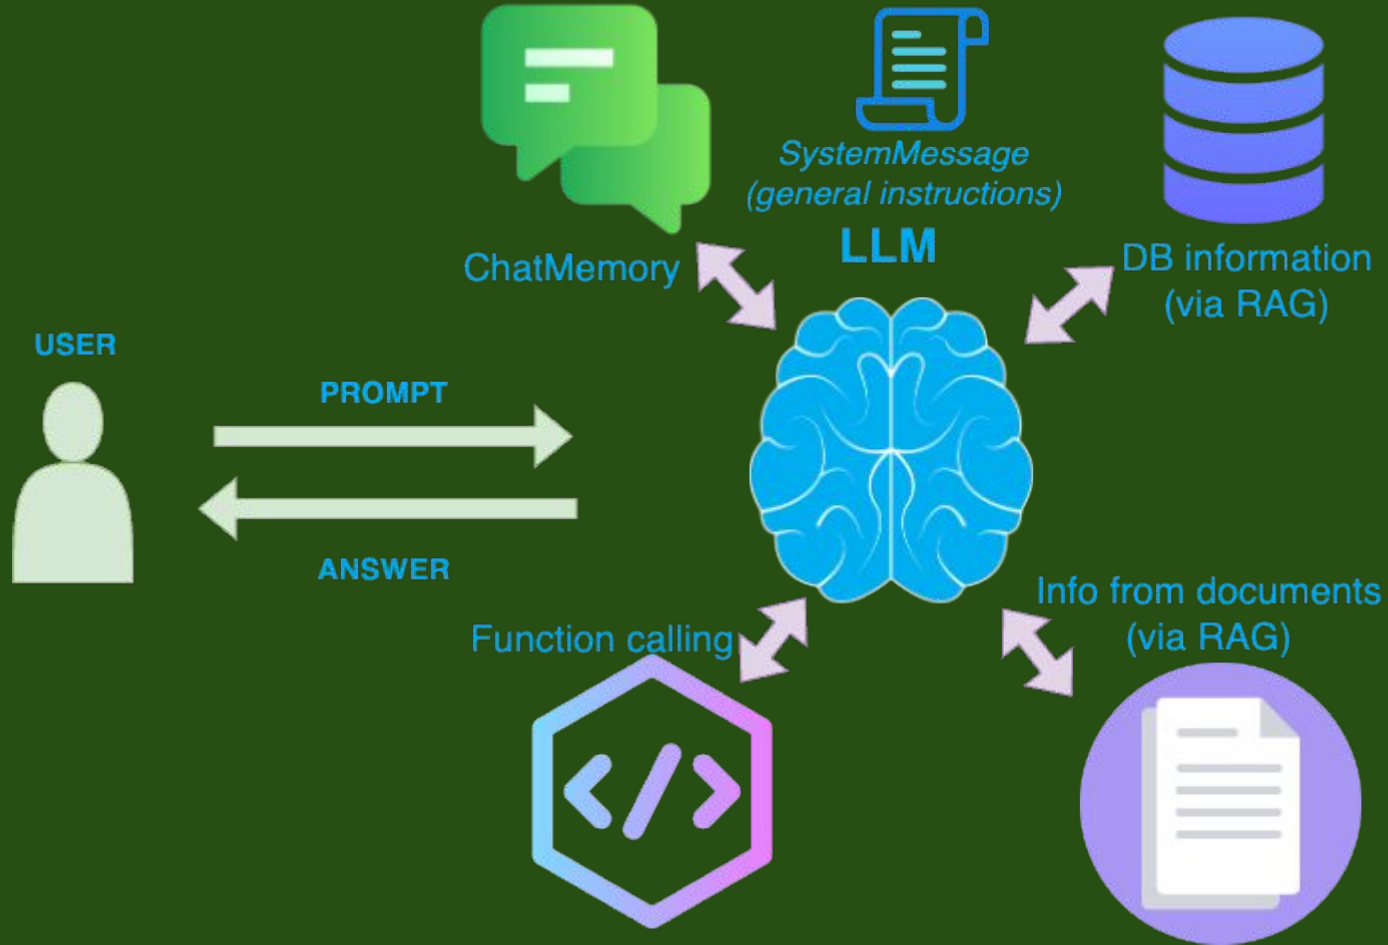 SystemMessage
(general instructions)
LLM
ChatMemory
DB information
(via RAG)
USER
PROMPT
ANSWER
Function calling
Info from documents
(via RAG)